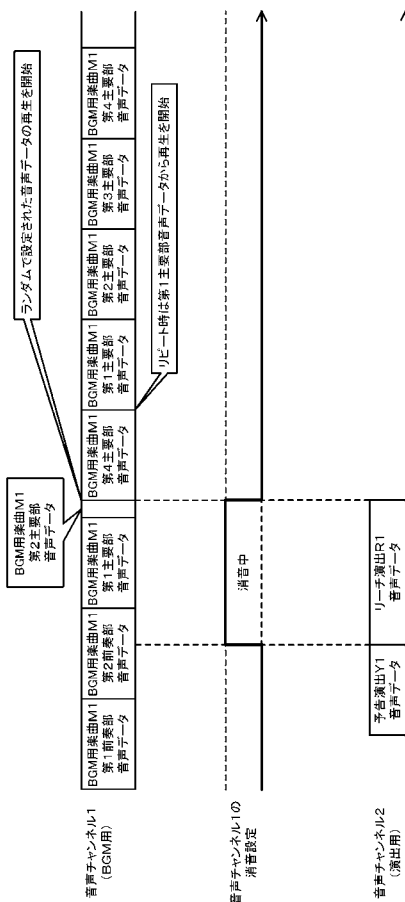 ランダムで設定された音声データの再生を開始
BGM用楽曲M1
第2主要部
音声データ
音声チャンネル1
(BGM用)
BGM用楽曲M1
第1前奏部
音声データ
BGM用楽曲M1
第2前奏部
音声データ
BGM用楽曲M1
第1主要部
音声データ
BGM用楽曲M1
第4主要部
音声データ
BGM用楽曲M1
第1主要部
音声データ
BGM用楽曲M1
第2主要部
音声データ
BGM用楽曲M1
第3主要部
音声データ
BGM用楽曲M1
第4主要部
音声データ
リピート時は第1主要部音声データから再生を開始
音声チャンネル1の
消音設定
消音中
音声チャンネル2
(演出用)
予告演出Y1
音声データ
リーチ演出R1
音声データ